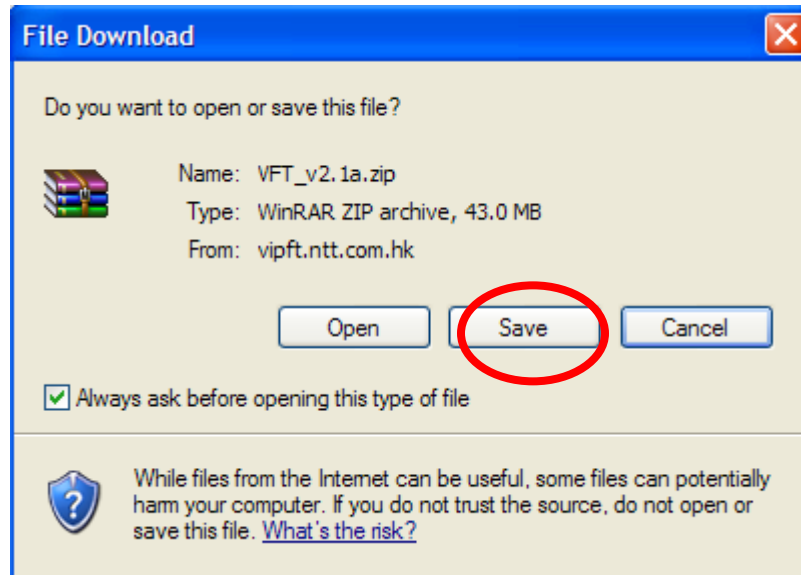 File Download
Do you want to open or save this file?
Name: VFT_v2.1a.zip
Type: WinRAR ZIP archive, 43.0 MB
From: vipft.ntt.com.hk
Open Save Cancel
Always ask before opening this type of file
While files from the Internet can be useful, some files can potentially
harm your computer. If you do not trust the source, do not open or
save this file. What's the risk?